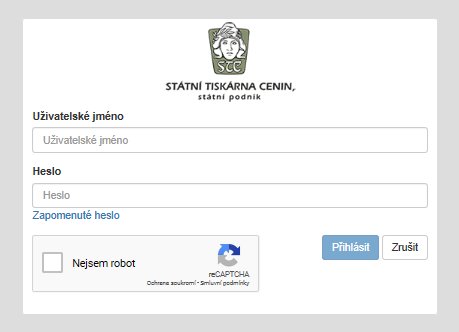 STC
STÁTNÍ TISKÁRNA CENIN,
státní podnik
Uživatelské jméno
Uživatelské jméno
Heslo
Heslo
Zapomenuté heslo
Nejsem robot
reCAPTCHA
Ochrana soukromí - Smluvní podmínky
Přihlásit
Zrušit